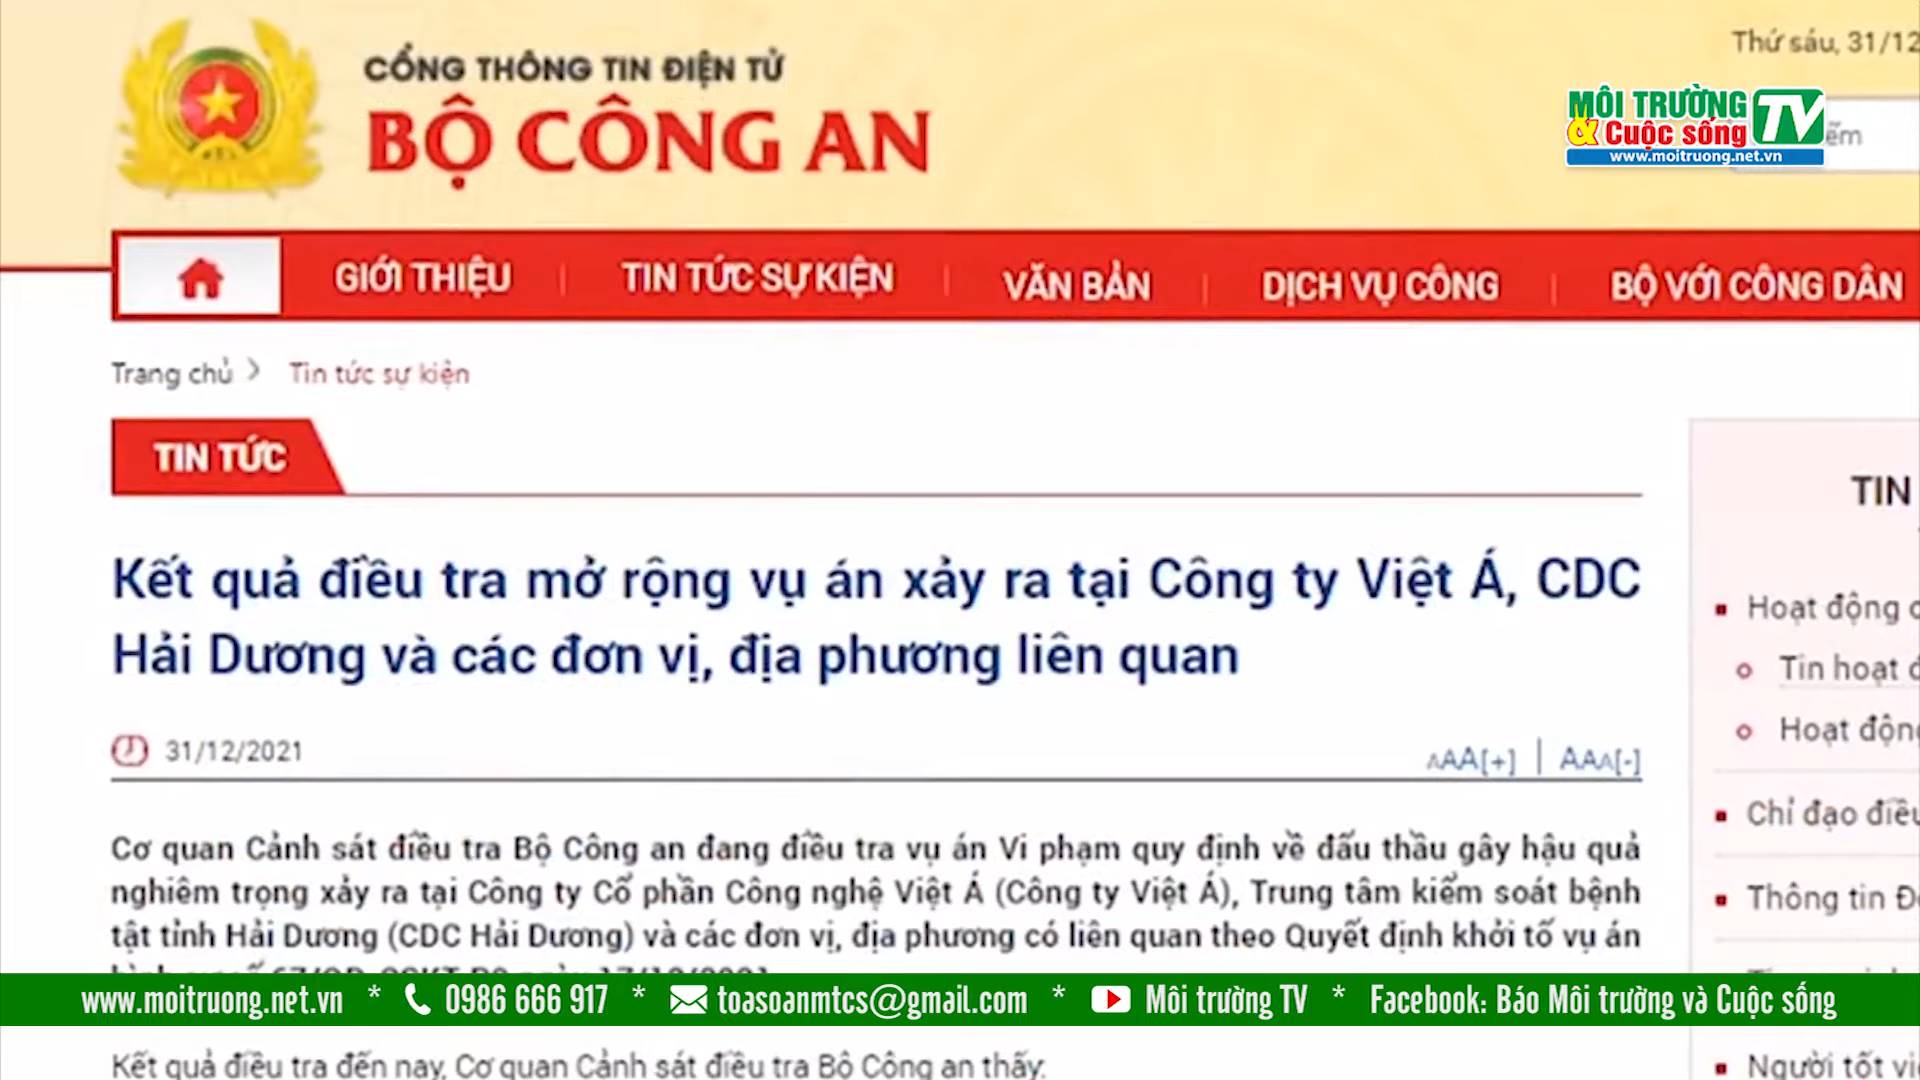 CỔNG THÔNG TIN ĐIỆN TỬ
BỘ CÔNG AN
Thứ sáu, 31/12
MÔI TRƯỜNG
& Cuộc sống
TV
www.moitruong.net.vn
GIỚI THIỆU
TIN TỨC SỰ KIỆN
VĂN BẢN
DỊCH VỤ CÔNG
BỘ VỚI CÔNG DÂN
Trang chủ
Tin tức sự kiện
TIN TỨC
Kết quả điều tra mở rộng vụ án xảy ra tại Công ty Việt Á, CDC
Hải Dương và các đơn vị, địa phương liên quan
31/12/2021
AAA[+] | AAA[-]
Cơ quan Cảnh sát điều tra Bộ Công an đang điều tra vụ án Vi phạm quy định về đấu thầu gây hậu quả
nghiêm trọng xảy ra tại Công ty Cổ phần Công nghệ Việt Á (Công ty Việt Á), Trung tâm kiểm soát bệnh
tật tỉnh Hải Dương (CDC Hải Dương) và các đơn vị, địa phương có liên quan theo Quyết định khởi tố vụ án
Kết quả điều tra đến nay, Cơ quan Cảnh sát điều tra Bộ Công an thấy:
TIN
Hoạt động
Tin hoạt
Hoạt động
Chỉ đạo điều
Thông tin
Người tốt
www.moitruong.net.vn * 0986 666 917 * toasoanmtcs@gmail.com * Môi trường TV * Facebook: Báo Môi trường và Cuộc sống